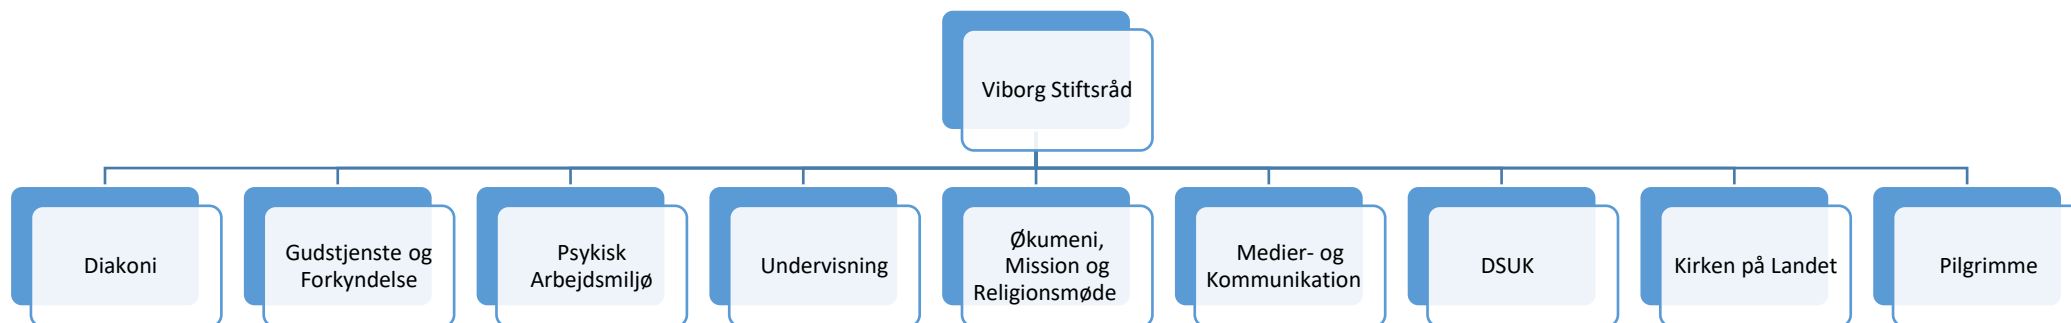 Viborg Stiftsråd
Diakoni
Gudstjenste og
Forkyndelse
Psykisk
Arbejdsmiljø
Undervisning
Økumeni,
Mission og
Religionsmøde
Medier- og
Kommunikation
DSUK
Kirken på Landet
Pilgrimme